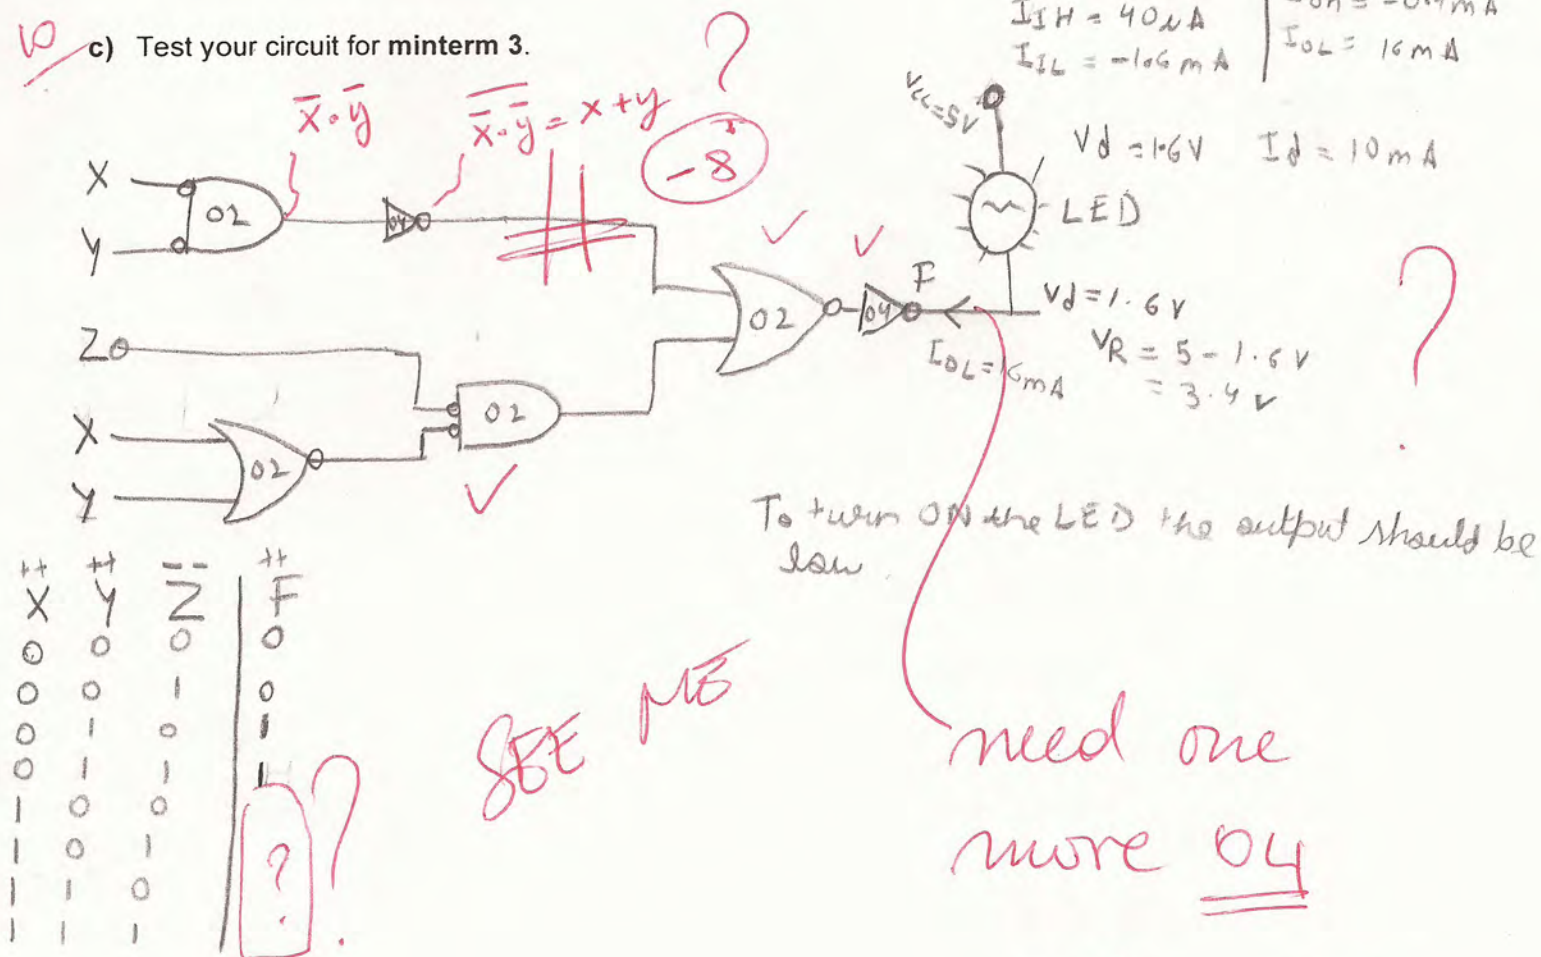 IIH = 40µA
IIL = -1.6mA
IOL = 16mA
10
c) Test your circuit for minterm 3.
?
x̄·ȳ
x̄·ȳ = x+y
-8
Vcc=5V
Vd=1.6V Id=10mA
LED
X
Y
02
04
F
Vd=1.6V
VR = 5-1.6V
= 3.4V
IOL=16mA
?
02
04
Z
02
X
Y
02
To turn ON the LED the output should be
low.
++ ++ -- ++
X Y Z F
0 0 0 0
0 0 1 0
0 1 0 1
0 1 1 1
1 0 0
1 0 1
1 1 0
1 1 1
?
?
SEE ME
need one
more 04